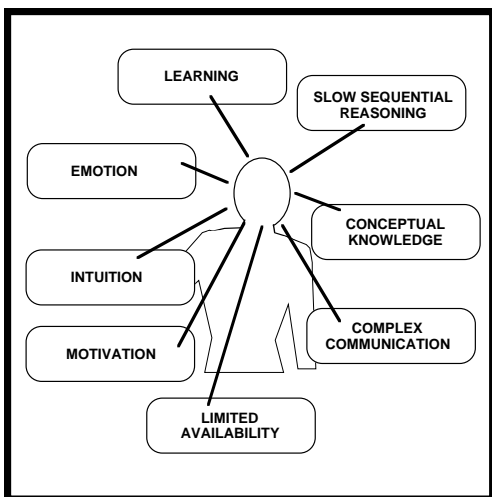 LEARNING
SLOW SEQUENTIAL
REASONING
EMOTION
CONCEPTUAL
KNOWLEDGE
INTUITION
COMPLEX
COMMUNICATION
MOTIVATION
LIMITED
AVAILABILITY